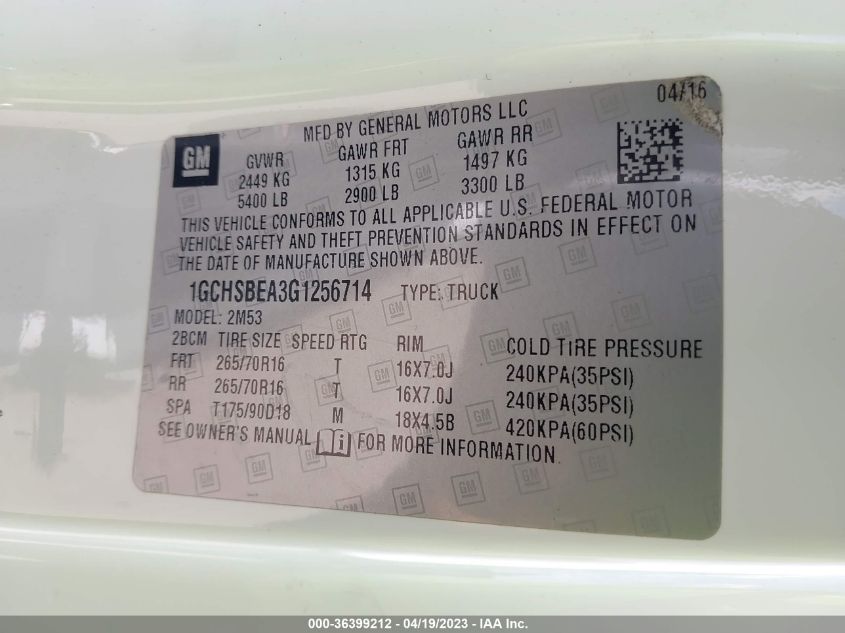 04/16
MFD BY GENERAL MOTORS LLC
GM
GVWR GAWR FRT GAWR RR
2449 KG 1315 KG 1497 KG
5400 LB 2900 LB 3300 LB
THIS VEHICLE CONFORMS TO ALL APPLICABLE U.S. FEDERAL MOTOR
VEHICLE SAFETY AND THEFT PREVENTION STANDARDS IN EFFECT ON
THE DATE OF MANUFACTURE SHOWN ABOVE.
1GCHSBEA3G1256714 TYPE: TRUCK
MODEL: 2M53
2BCM TIRE SIZE SPEED RTG RIM COLD TIRE PRESSURE
FRT 265/70R16 T 16X7.0J 240KPA(35PSI)
RR 265/70R16 T 16X7.0J 240KPA(35PSI)
SPA T175/90D18 M 18X4.5B 420KPA(60PSI)
SEE OWNER'S MANUAL i FOR MORE INFORMATION.
000-36399212 - 04/19/2023 - IAA Inc.